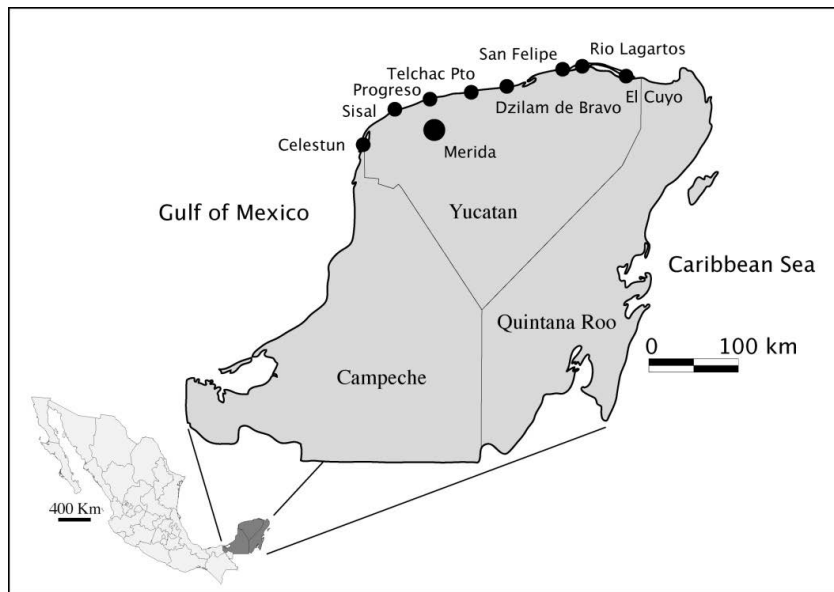 San Felipe
Rio Lagartos
Telchac Pto
Progreso
El Cuyo
Sisal
Dzilam de Bravo
Celestun
Merida
Gulf of Mexico
Yucatan
Caribbean Sea
Quintana Roo
0 100 km
Campeche
400 Km